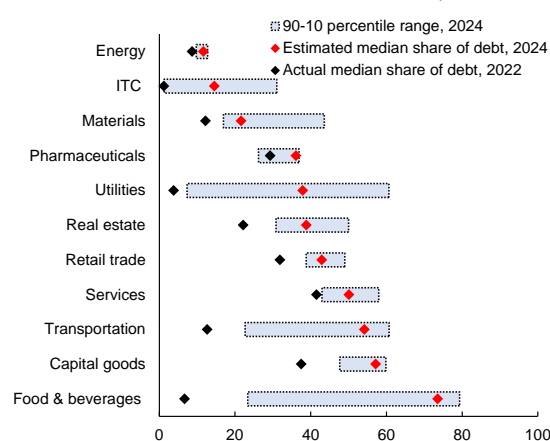 90-10 percentile range, 2024
Estimated median share of debt, 2024
Actual median share of debt, 2022
Energy
ITC
Materials
Pharmaceuticals
Utilities
Real estate
Retail trade
Services
Transportation
Capital goods
Food & beverages
0 20 40 60 80 100